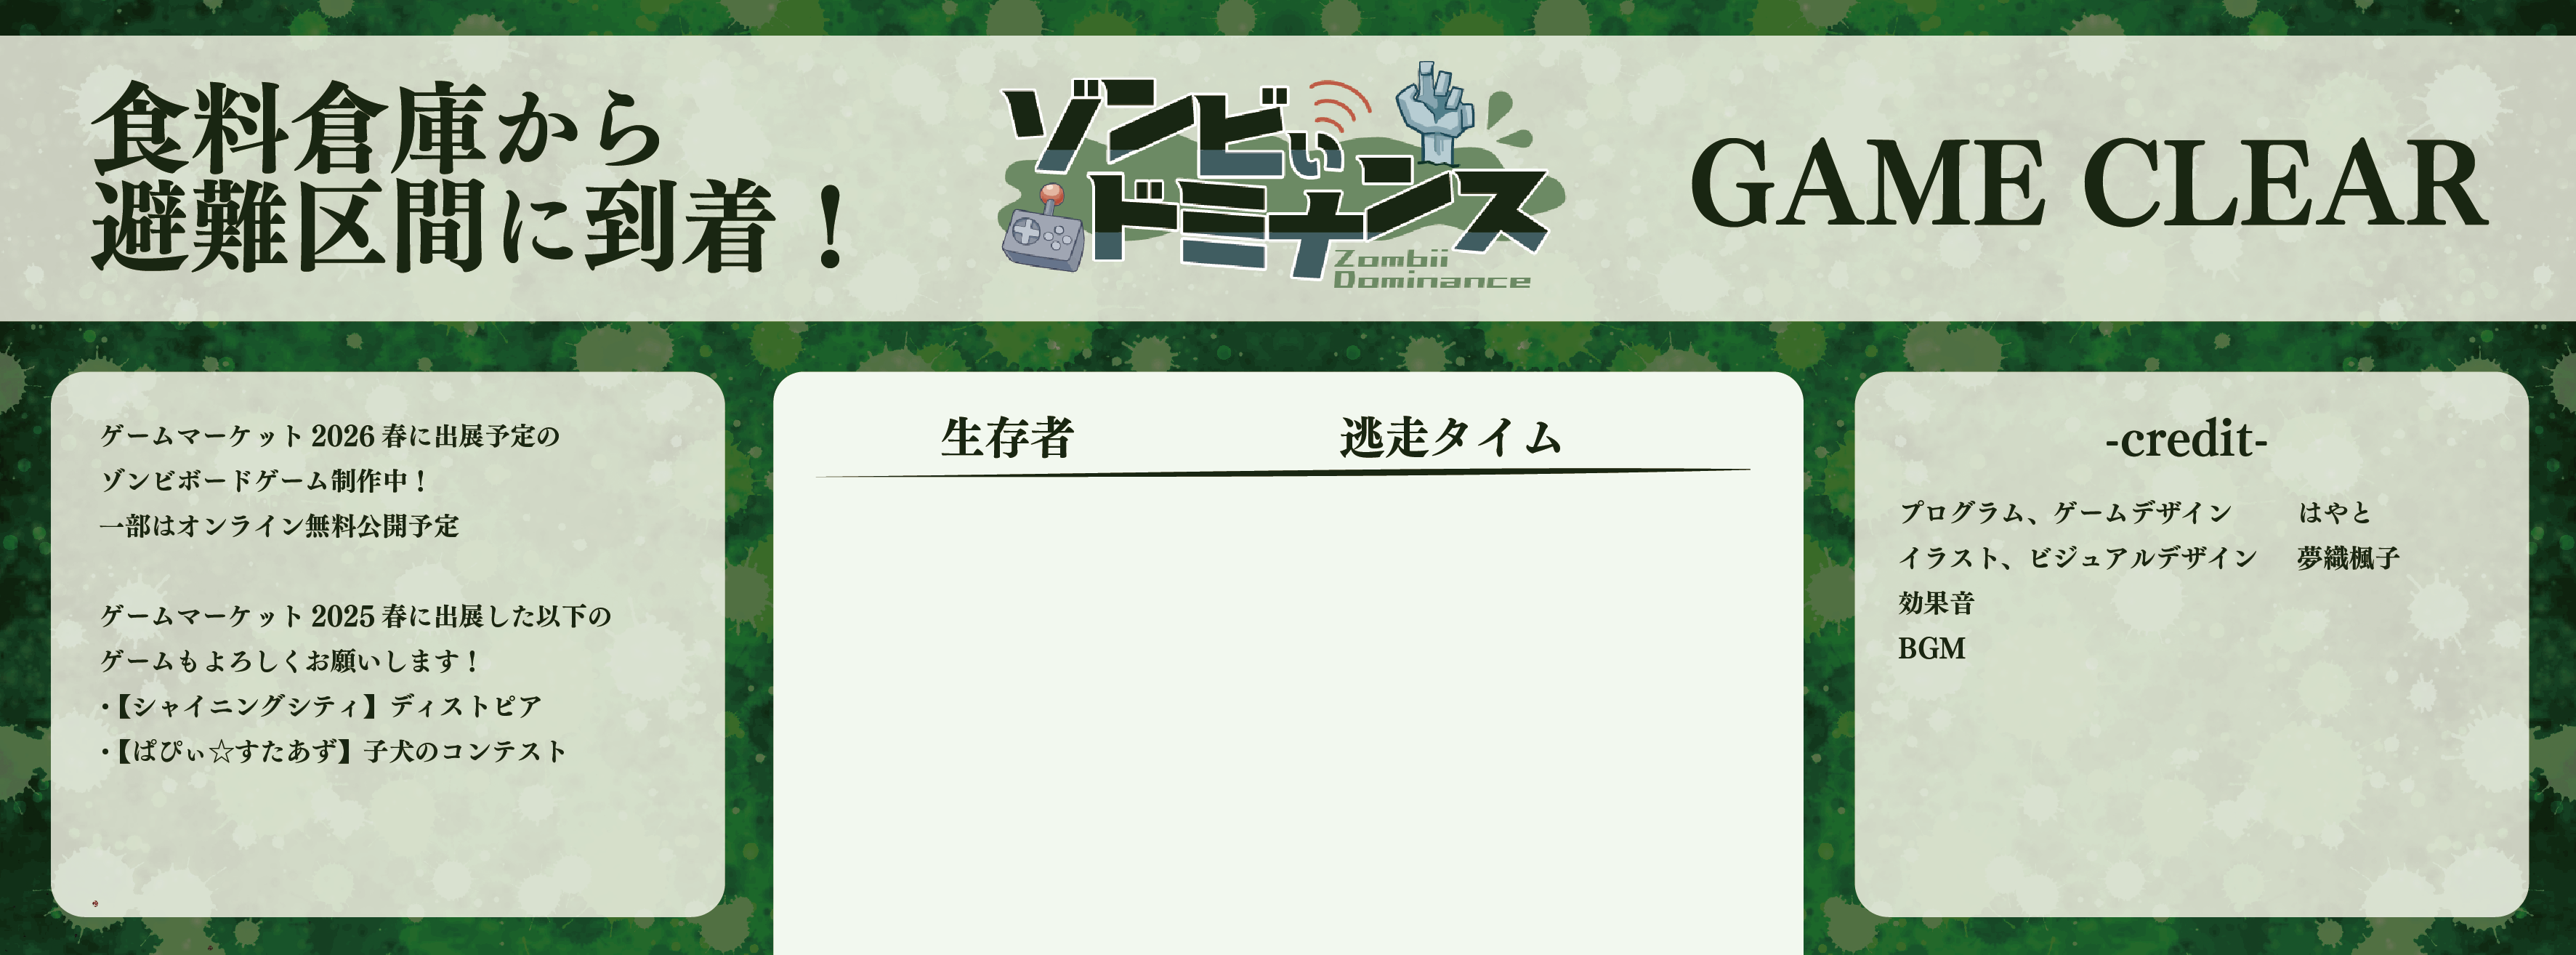 食料倉庫から
避難区間に到着！
ゾンビぃ
ドミナンス
Zombii
Dominance
GAME CLEAR
ゲームマーケット 2026 春に出展予定の
ゾンビボードゲーム制作中！
一部はオンライン無料公開予定
ゲームマーケット 2025 春に出展した以下の
ゲームもよろしくお願いします！
・【シャイニングシティ】ディストピア
・【ぱぴぃ☆すたあず】子犬のコンテスト
生存者 逃走タイム
-credit-
プログラム、ゲームデザイン はやと
イラスト、ビジュアルデザイン 夢織楓子
効果音
BGM